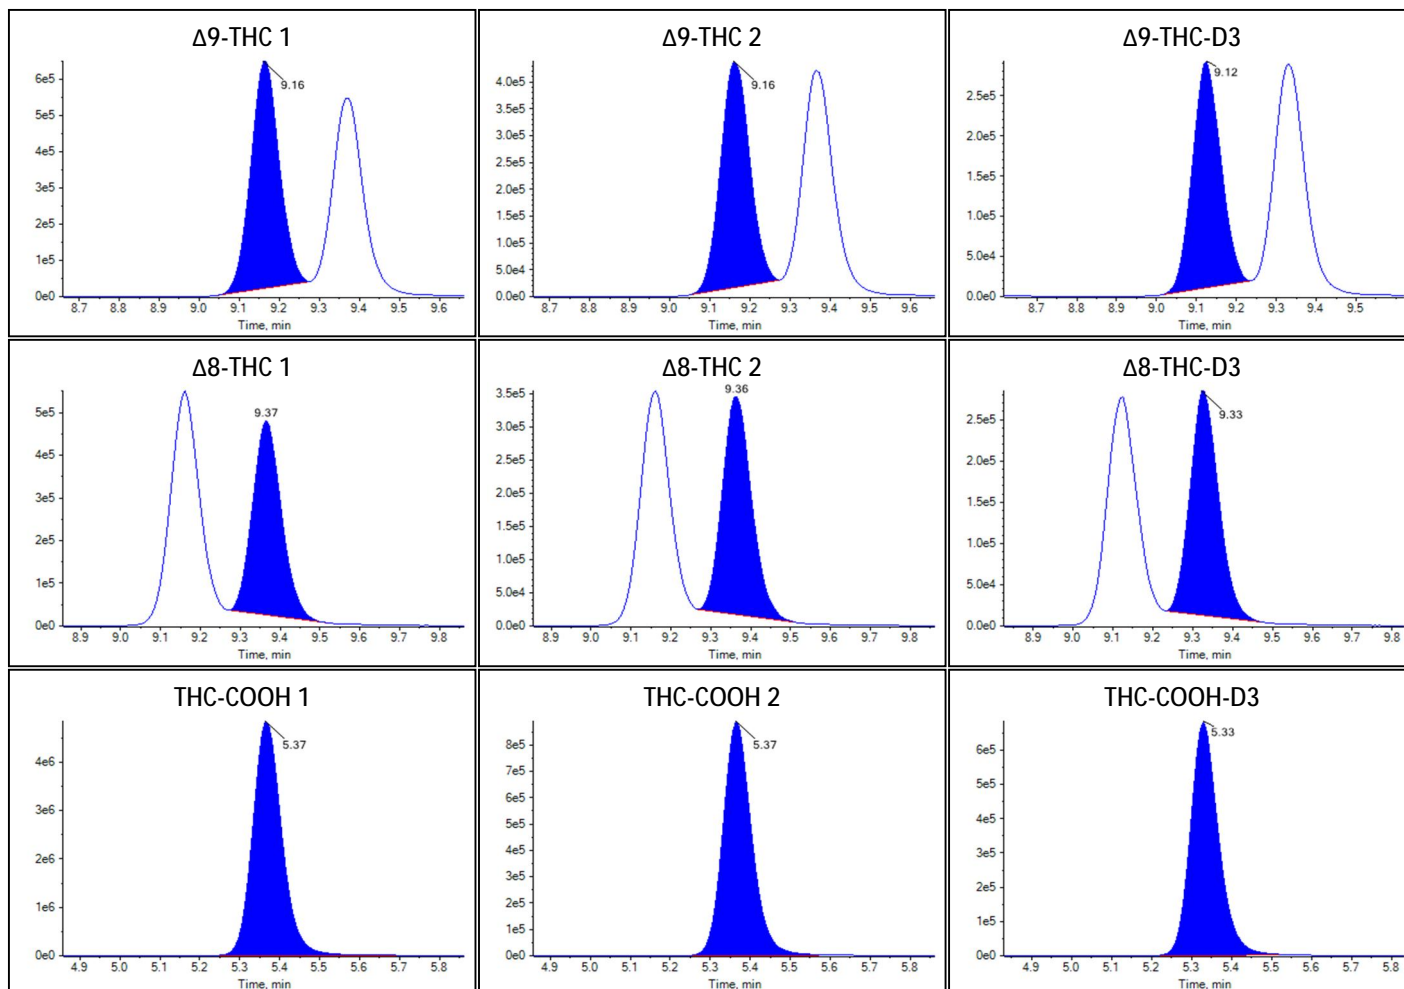 Δ9-THC 1
6e5
5e5
4e5
3e5
2e5
1e5
0e0
9.16
8.7 8.8 8.9 9.0 9.1 9.2 9.3 9.4 9.5 9.6
Time, min
Δ9-THC 2
4.0e5
3.5e5
3.0e5
2.5e5
2.0e5
1.5e5
1.0e5
5.0e4
0.0e0
9.16
8.7 8.8 8.9 9.0 9.1 9.2 9.3 9.4 9.5 9.6
Time, min
Δ9-THC-D3
2.5e5
2.0e5
1.5e5
1.0e5
5.0e4
0.0e0
9.12
8.7 8.8 8.9 9.0 9.1 9.2 9.3 9.4 9.5
Time, min
Δ8-THC 1
5e5
4e5
3e5
2e5
1e5
0e0
9.37
8.9 9.0 9.1 9.2 9.3 9.4 9.5 9.6 9.7 9.8
Time, min
Δ8-THC 2
3.5e5
3.0e5
2.5e5
2.0e5
1.5e5
1.0e5
5.0e4
0.0e0
9.36
8.9 9.0 9.1 9.2 9.3 9.4 9.5 9.6 9.7 9.8
Time, min
Δ8-THC-D3
2.5e5
2.0e5
1.5e5
1.0e5
5.0e4
0.0e0
9.33
8.9 9.0 9.1 9.2 9.3 9.4 9.5 9.6 9.7 9.8
Time, min
THC-COOH 1
4e6
3e6
2e6
1e6
0e0
5.37
4.9 5.0 5.1 5.2 5.3 5.4 5.5 5.6 5.7 5.8
Time, min
THC-COOH 2
8e5
7e5
6e5
5e5
4e5
3e5
2e5
1e5
0e0
5.37
4.9 5.0 5.1 5.2 5.3 5.4 5.5 5.6 5.7 5.8
Time, min
THC-COOH-D3
6e5
5e5
4e5
3e5
2e5
1e5
0e0
5.33
4.9 5.0 5.1 5.2 5.3 5.4 5.5 5.6 5.7 5.8
Time, min